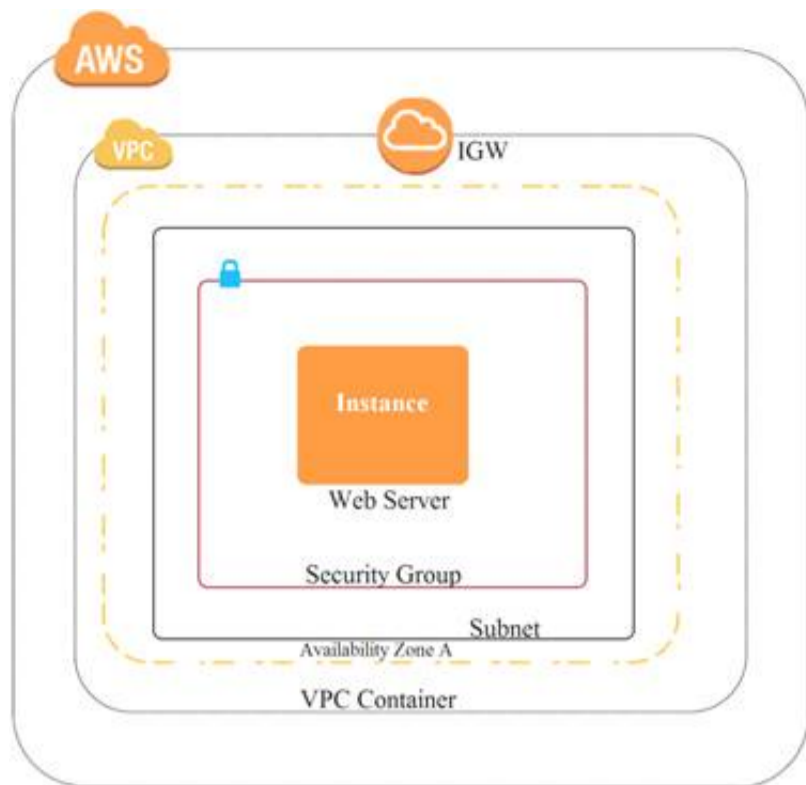 AWS
VPC
IGW
Instance
Web Server
Security Group
Subnet
Availability Zone A
VPC Container